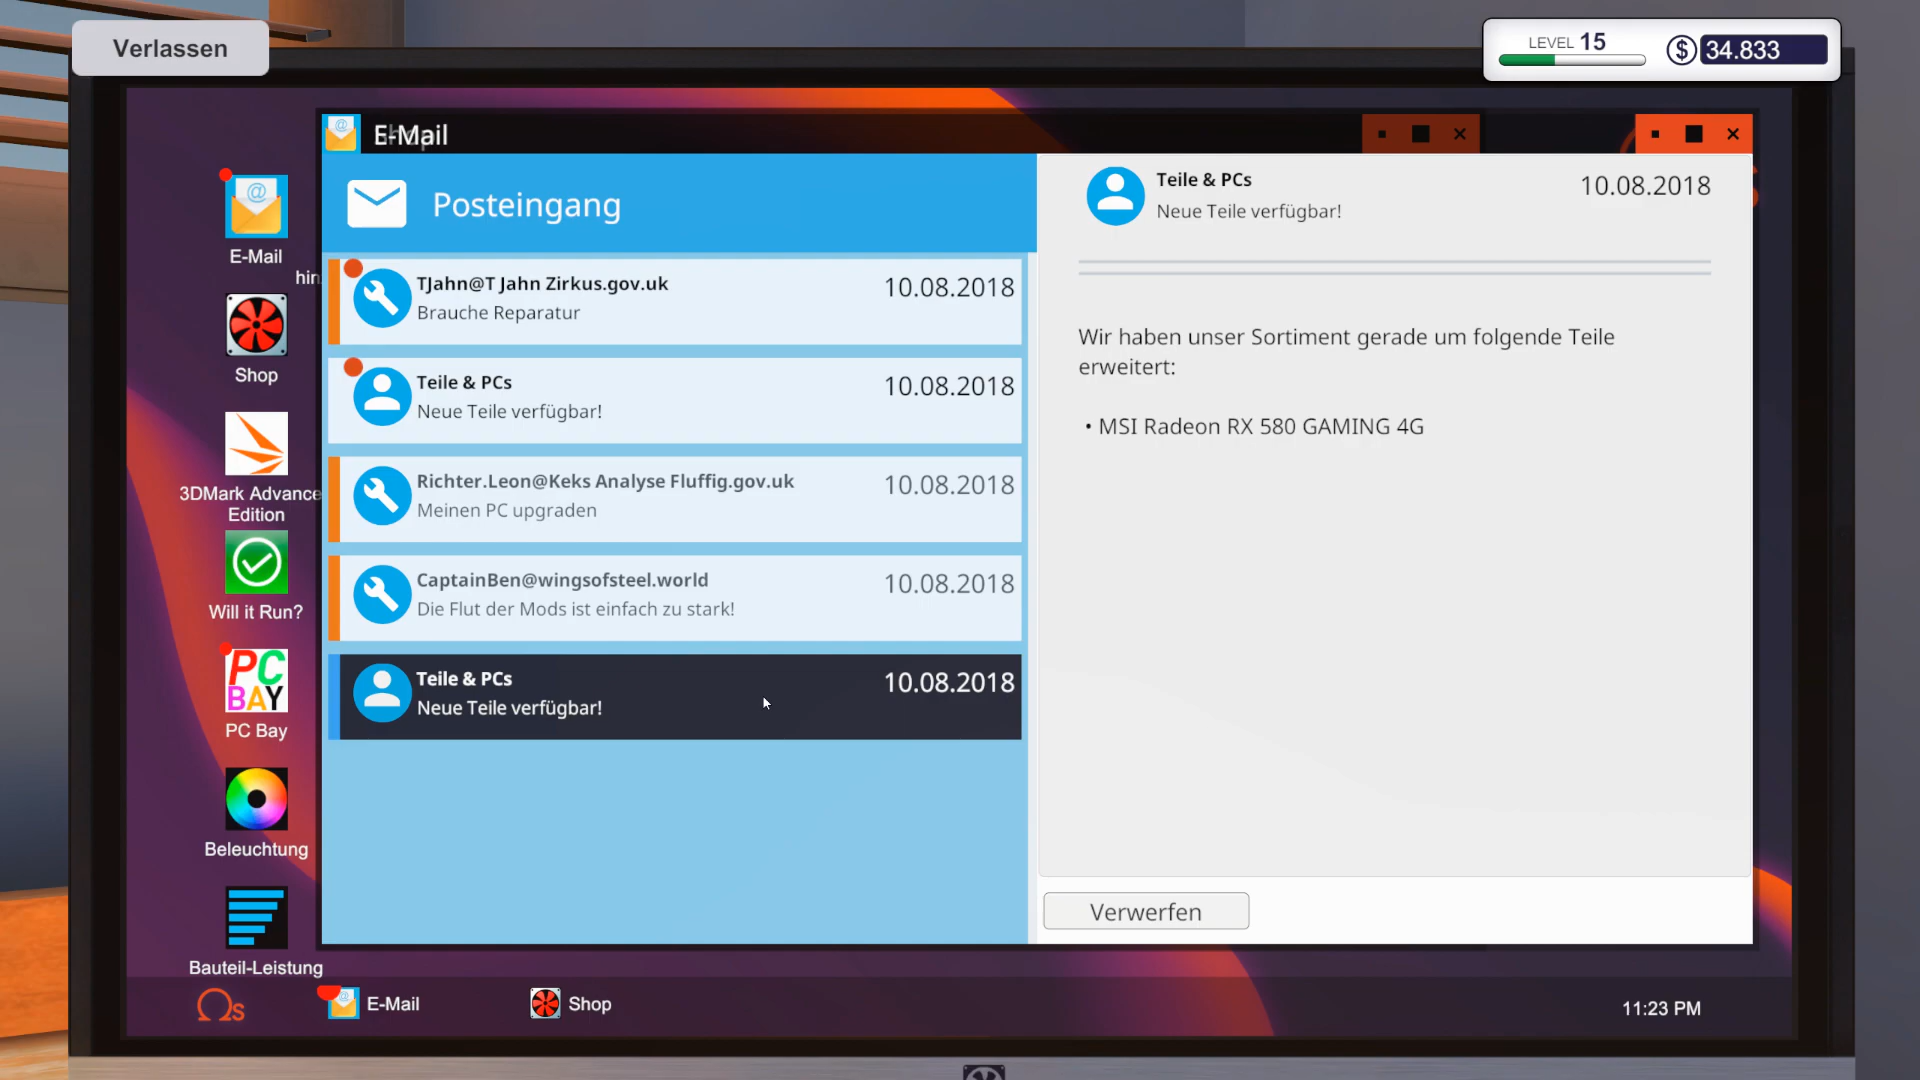 Verlassen
LEVEL 15
$ 34.833
E-Mail
Posteingang
TJahn@T Jahn Zirkus.gov.uk
10.08.2018
Brauche Reparatur
Teile & PCs
10.08.2018
Neue Teile verfügbar!
Richter.Leon@Keks Analyse Fluffig.gov.uk
10.08.2018
Meinen PC upgraden
CaptainBen@wingsofsteel.world
10.08.2018
Die Flut der Mods ist einfach zu stark!
Teile & PCs
10.08.2018
Neue Teile verfügbar!
Teile & PCs
10.08.2018
Neue Teile verfügbar!
Wir haben unser Sortiment gerade um folgende Teile
erweitert:
• MSI Radeon RX 580 GAMING 4G
Verwerfen
E-Mail
hin
Shop
3DMark Advance
Edition
Will it Run?
PC
BAY
PC Bay
Beleuchtung
Bauteil-Leistung
Ωs
E-Mail
Shop
11:23 PM